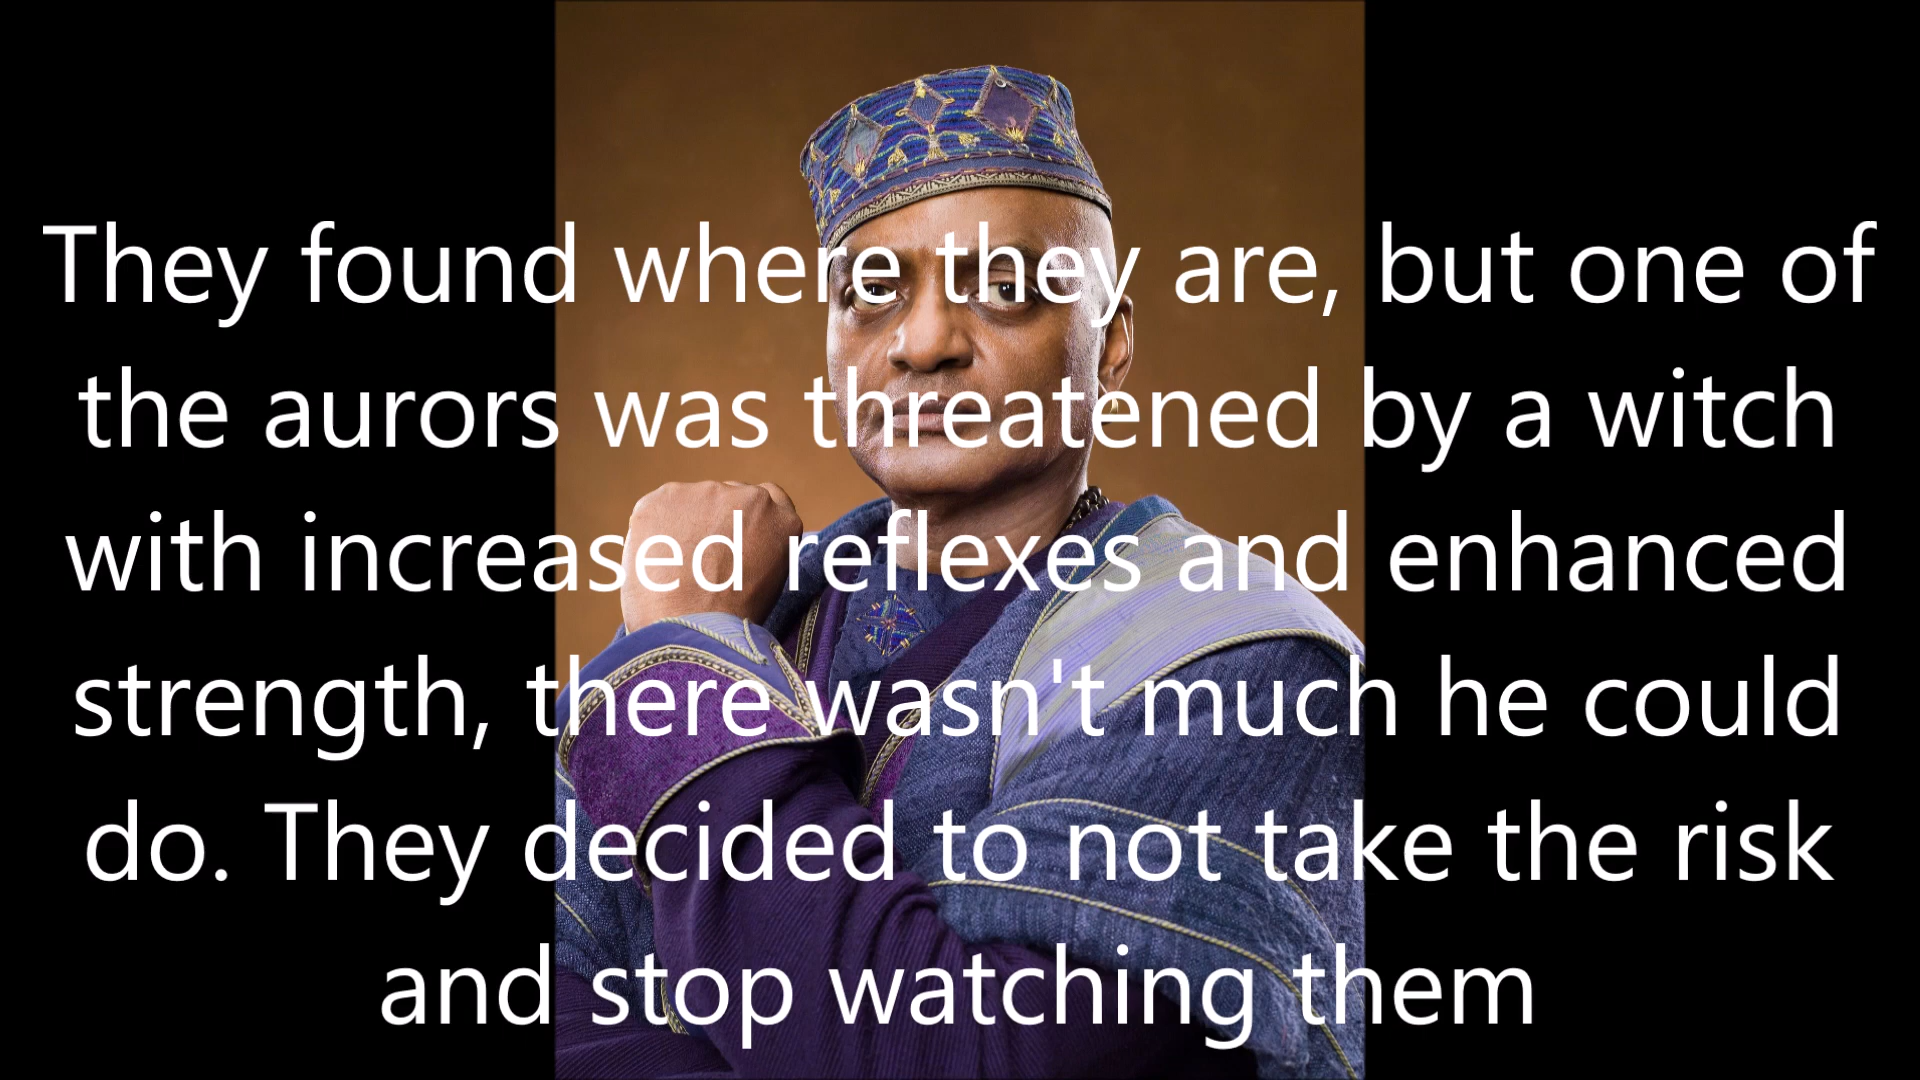 They found where they are, but one of
the aurors was threatened by a witch
with increased reflexes and enhanced
strength, there wasn't much he could
do. They decided to not take the risk
and stop watching them